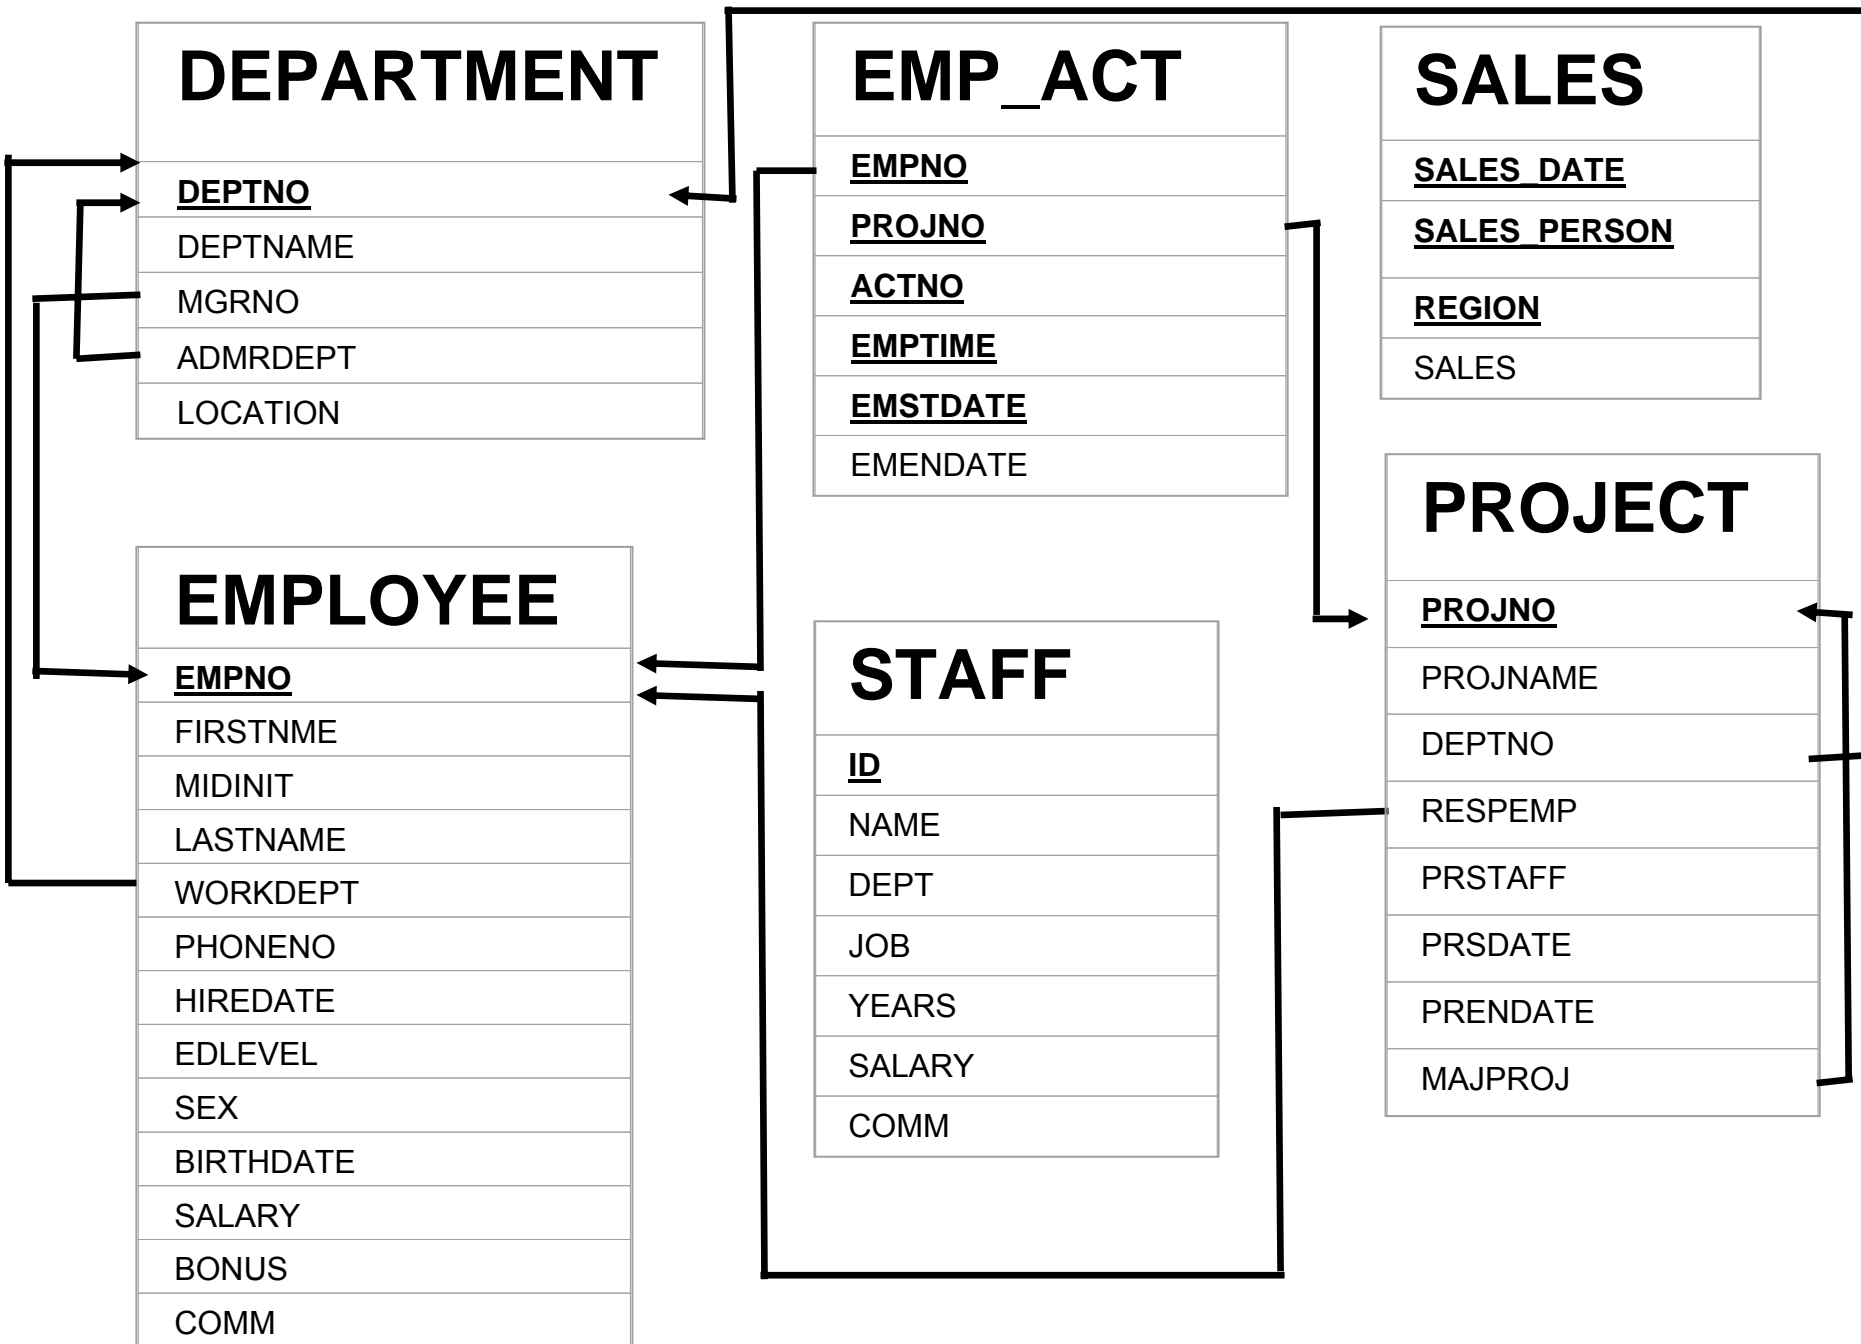 DEPARTMENT
DEPTNO
DEPTNAME
MGRNO
ADMRDEPT
LOCATION
EMP_ACT
EMPNO
PROJNO
ACTNO
EMPTIME
EMSTDATE
EMENDATE
SALES
SALES_DATE
SALES_PERSON
REGION
SALES
EMPLOYEE
EMPNO
FIRSTNME
MIDINIT
LASTNAME
WORKDEPT
PHONENO
HIREDATE
EDLEVEL
SEX
BIRTHDATE
SALARY
BONUS
COMM
STAFF
ID
NAME
DEPT
JOB
YEARS
SALARY
COMM
PROJECT
PROJNO
PROJNAME
DEPTNO
RESPEMP
PRSTAFF
PRSDATE
PRENDATE
MAJPROJ